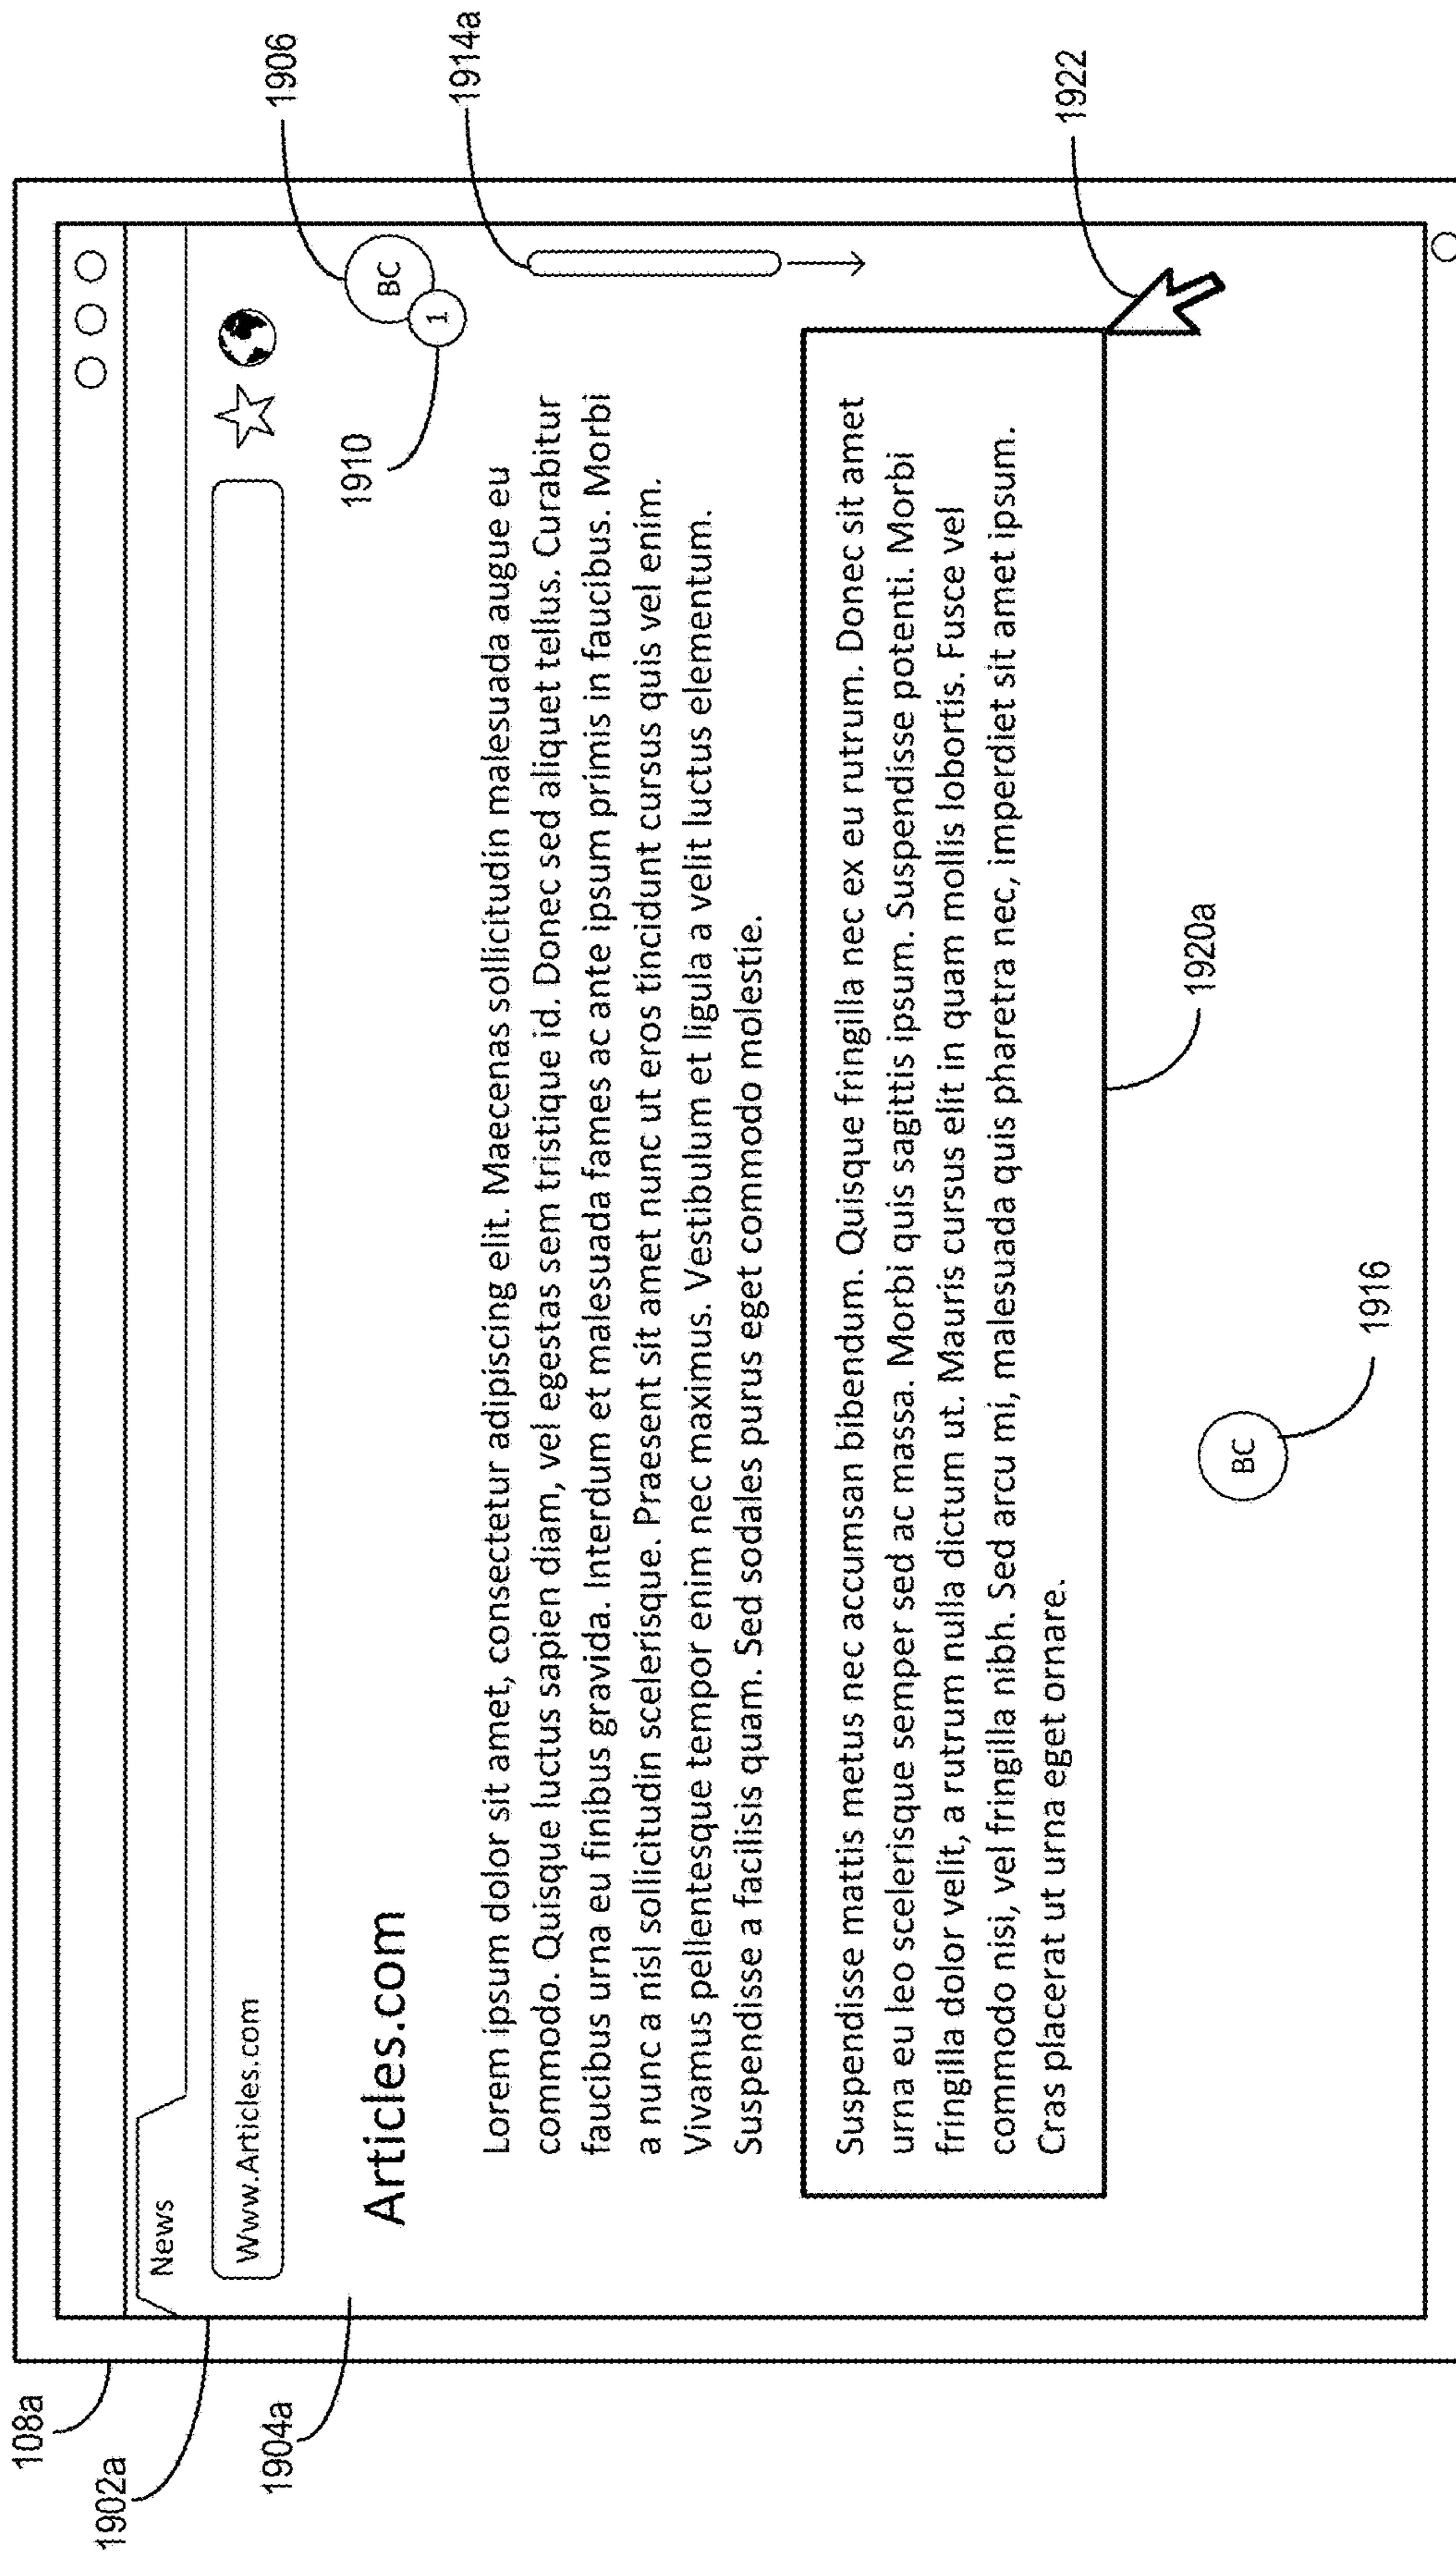 108a
1902a
1904a
News
Www.Articles.com
1906
BC
1
1910
1914a
Articles.com
Lorem ipsum dolor sit amet, consectetur adipiscing elit. Maecenas sollicitudin malesuada augue eu
commodo. Quisque luctus sapien diam, vel egestas sem tristique id. Donec sed aliquet tellus. Curabitur
faucibus urna eu finibus gravida. Interdum et malesuada fames ac ante ipsum primis in faucibus. Morbi
a nunc a nisl sollicitudin scelerisque. Praesent sit amet nunc ut eros tincidunt cursus quis vel enim.
Vivamus pellentesque tempor enim nec maximus. Vestibulum et ligula a velit luctus elementum.
Suspendisse a facilisis quam. Sed sodales purus eget commodo molestie.
Suspendisse mattis metus nec accumsan bibendum. Quisque fringilla nec ex eu rutrum. Donec sit amet
urna eu leo scelerisque semper sed ac massa. Morbi quis sagittis ipsum. Suspendisse potenti. Morbi
fringilla dolor velit, a rutrum nulla dictum ut. Mauris cursus elit in quam mollis lobortis. Fusce vel
commodo nisi, vel fringilla nibh. Sed arcu mi, malesuada quis pharetra nec, imperdiet sit amet ipsum.
Cras placerat ut urna eget ornare.
1922
1920a
BC
1916